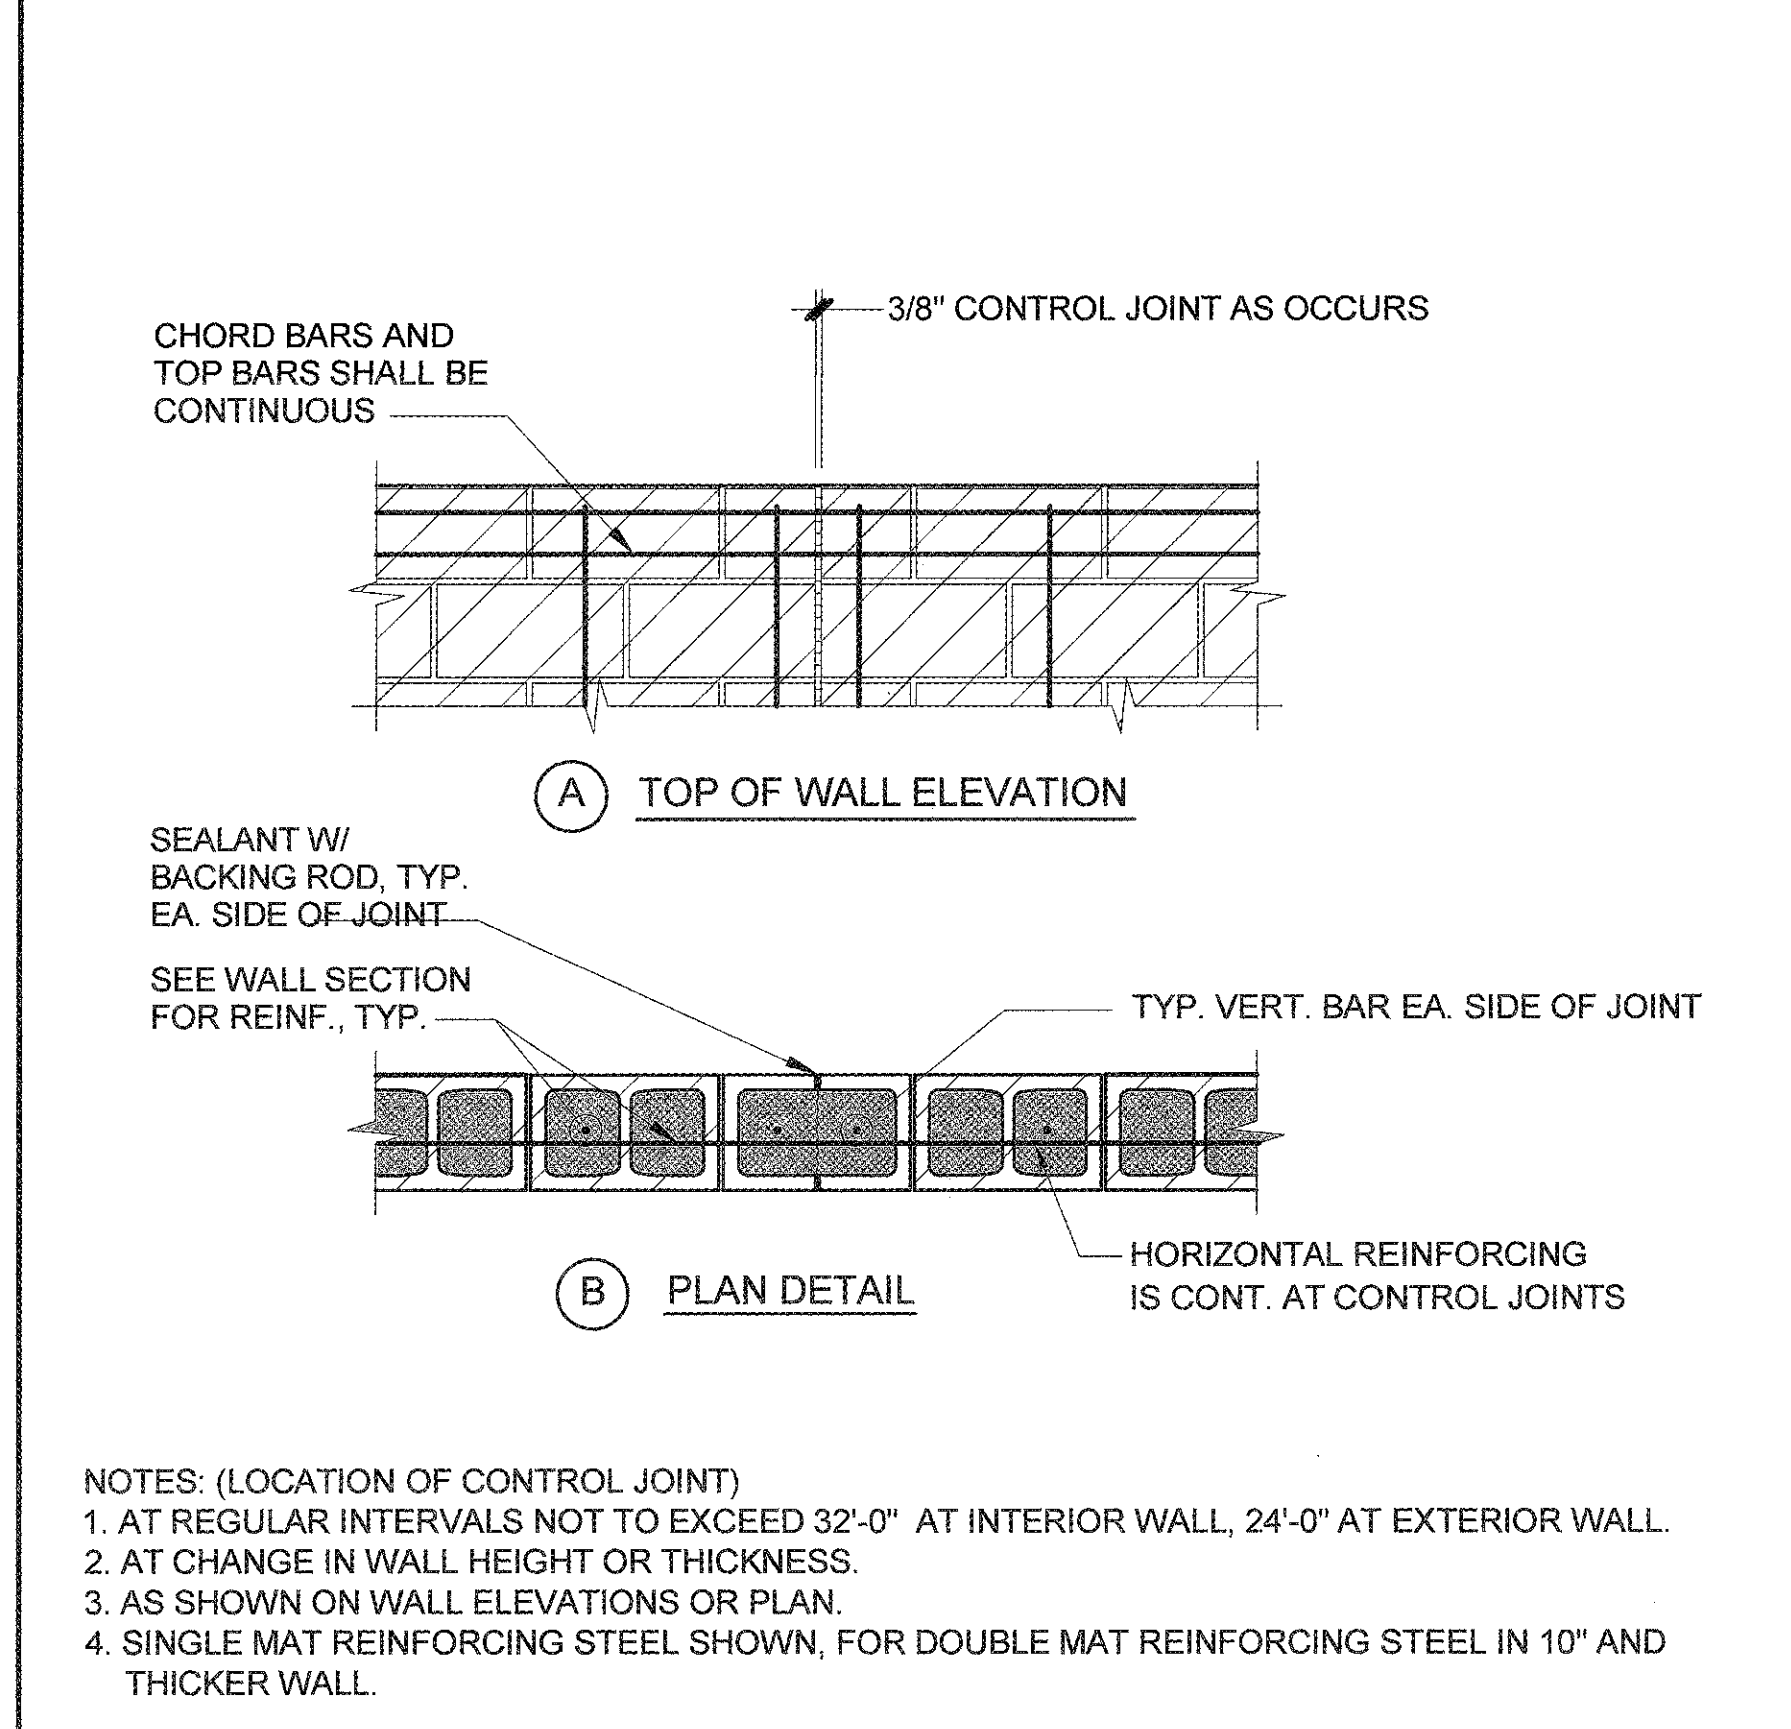 3/8" CONTROL JOINT AS OCCURS
CHORD BARS AND
TOP BARS SHALL BE
CONTINUOUS
A TOP OF WALL ELEVATION
SEALANT W/
BACKING ROD, TYP.
EA. SIDE OF JOINT
SEE WALL SECTION
FOR REINF., TYP.
TYP. VERT. BAR EA. SIDE OF JOINT
HORIZONTAL REINFORCING
IS CONT. AT CONTROL JOINTS
B PLAN DETAIL
NOTES: (LOCATION OF CONTROL JOINT)
1. AT REGULAR INTERVALS NOT TO EXCEED 32'-0" AT INTERIOR WALL, 24'-0" AT EXTERIOR WALL.
2. AT CHANGE IN WALL HEIGHT OR THICKNESS.
3. AS SHOWN ON WALL ELEVATIONS OR PLAN.
4. SINGLE MAT REINFORCING STEEL SHOWN, FOR DOUBLE MAT REINFORCING STEEL IN 10" AND
THICKER WALL.